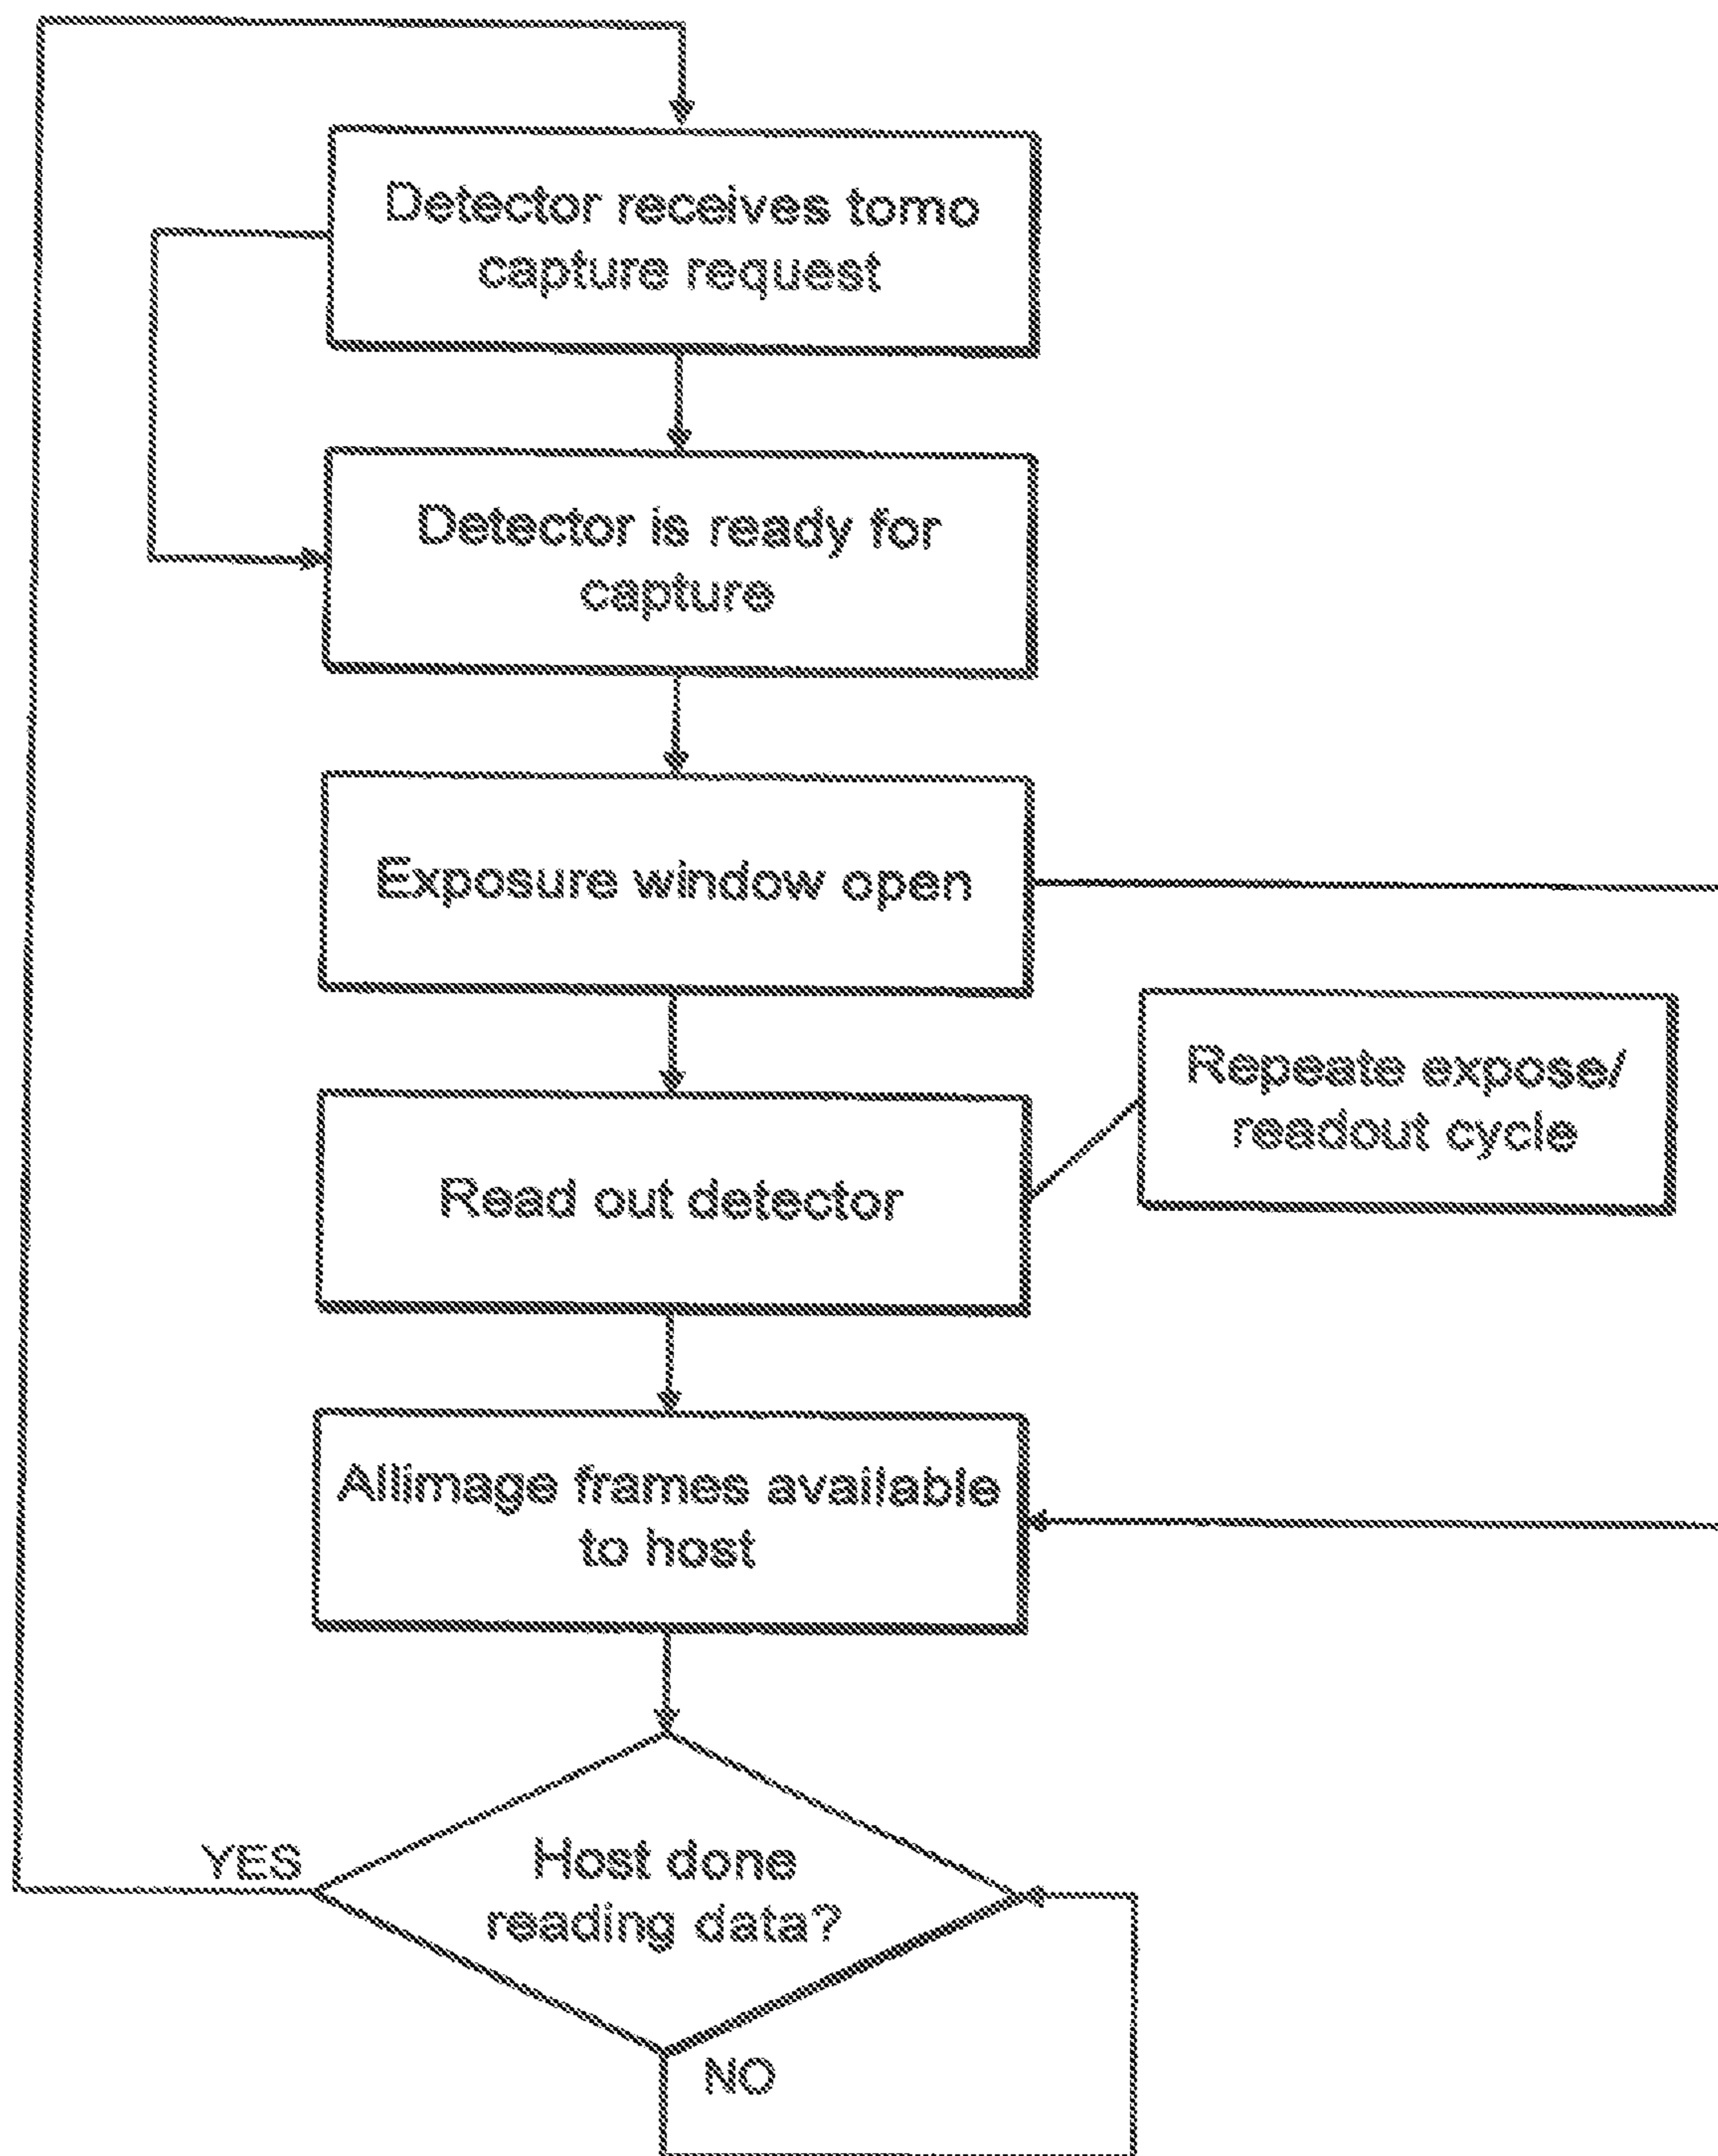 Detector receives tomo
capture request
Detector is ready for
capture
Exposure window open
Repeate expose/
readout cycle
Read out detector
Allimage frames available
to host
YES
Host done
reading data?
NO